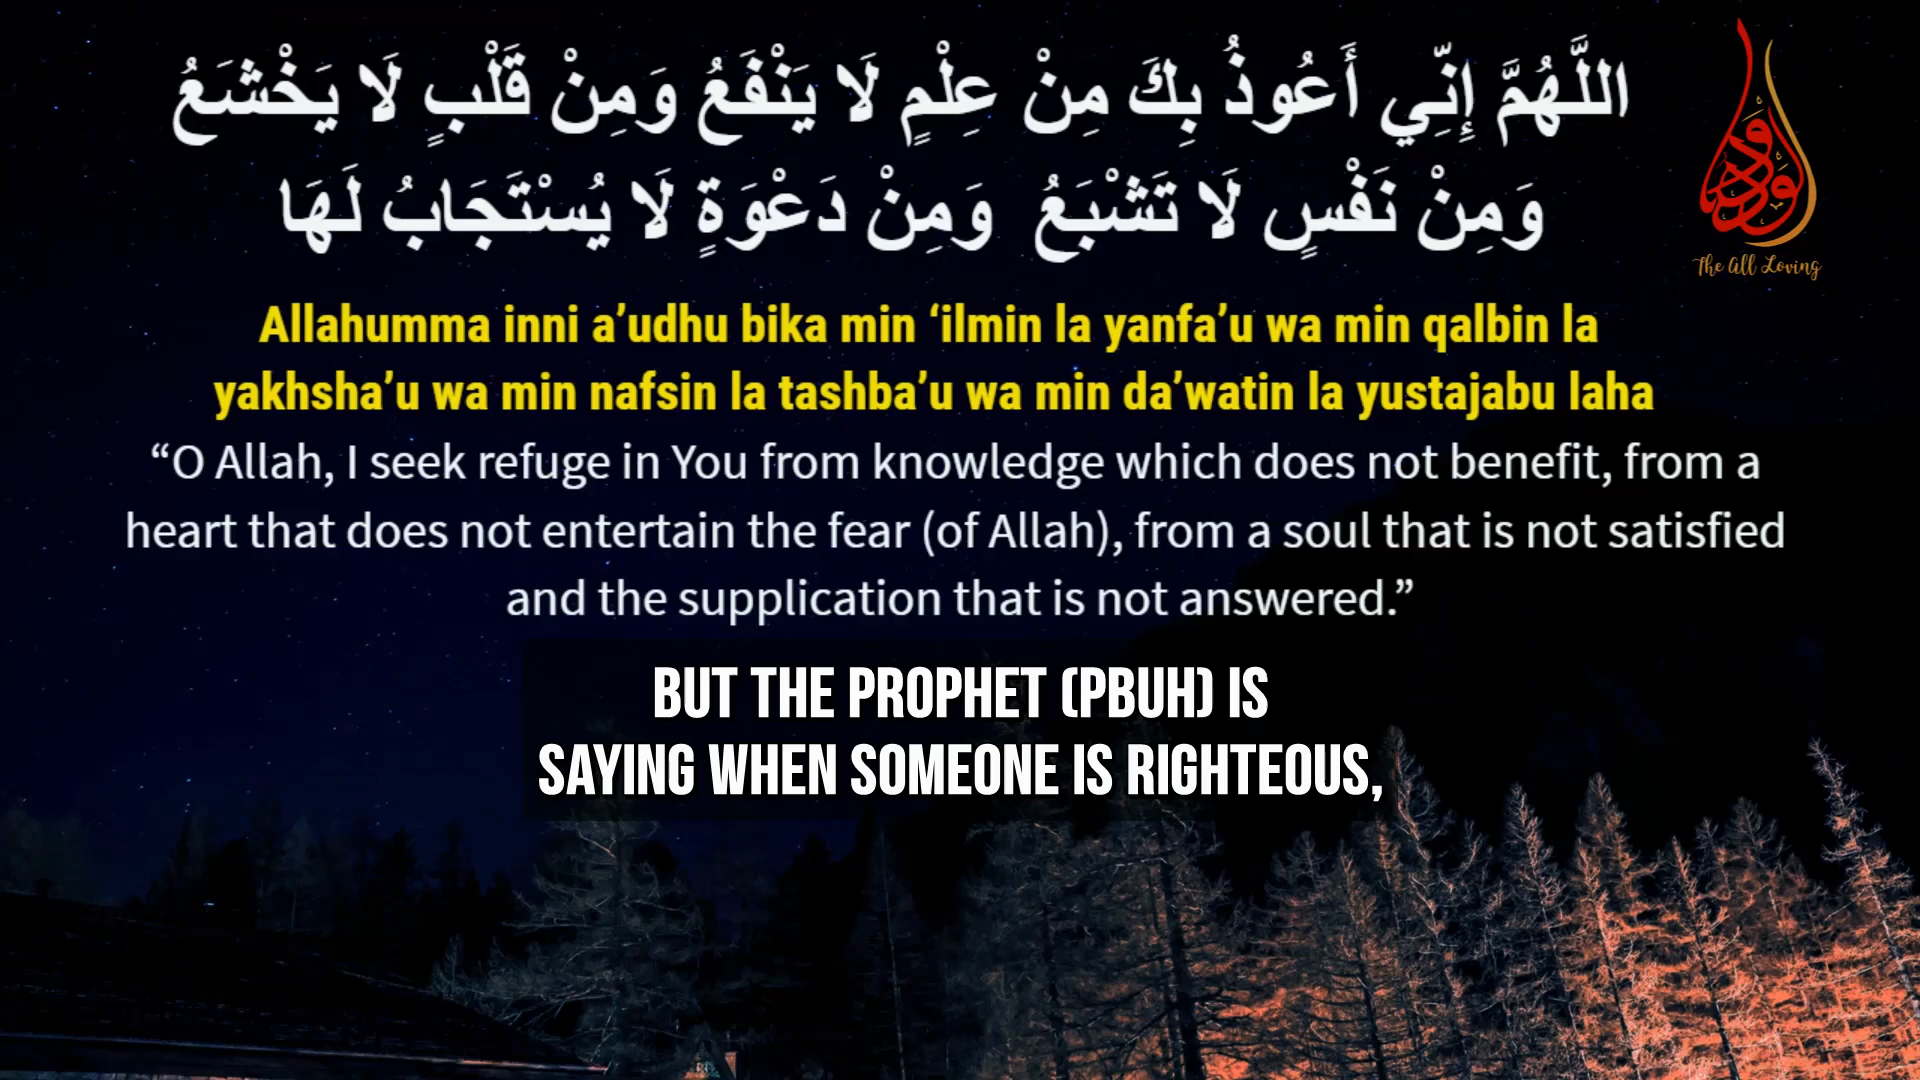 اللَّهُمَّ إِنِّي أَعُوذُ بِكَ مِنْ عِلْمٍ لَا يَنْفَعُ وَمِنْ قَلْبٍ لَا يَخْشَعُ
وَمِنْ نَفْسٍ لَا تَشْبَعُ وَمِنْ دَعْوَةٍ لَا يُسْتَجَابُ لَهَا
ودود
The All Loving
Allahumma inni a’udhu bika min ‘ilmin la yanfa’u wa min qalbin la
yakhsha’u wa min nafsin la tashba’u wa min da’watin la yustajabu laha
“O Allah, I seek refuge in You from knowledge which does not benefit, from a
heart that does not entertain the fear (of Allah), from a soul that is not satisfied
and the supplication that is not answered.”
BUT THE PROPHET (PBUH) IS
SAYING WHEN SOMEONE IS RIGHTEOUS,